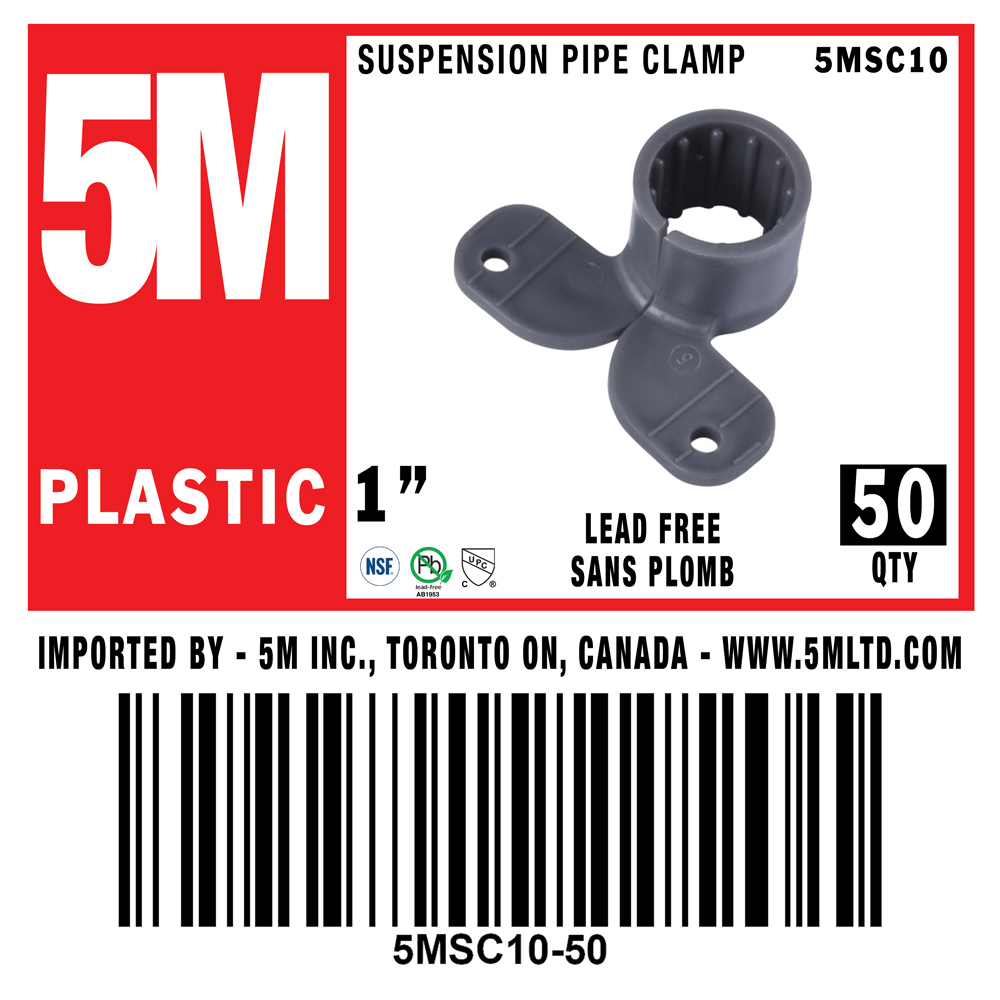 5M
SUSPENSION PIPE CLAMP 5MSC10
PLASTIC
1”
50
QTY
LEAD FREE
SANS PLOMB
NSF
Pb
lead-free
AB1953
UPC
C ®
IMPORTED BY - 5M INC., TORONTO ON, CANADA - WWW.5MLTD.COM
5MSC10-50